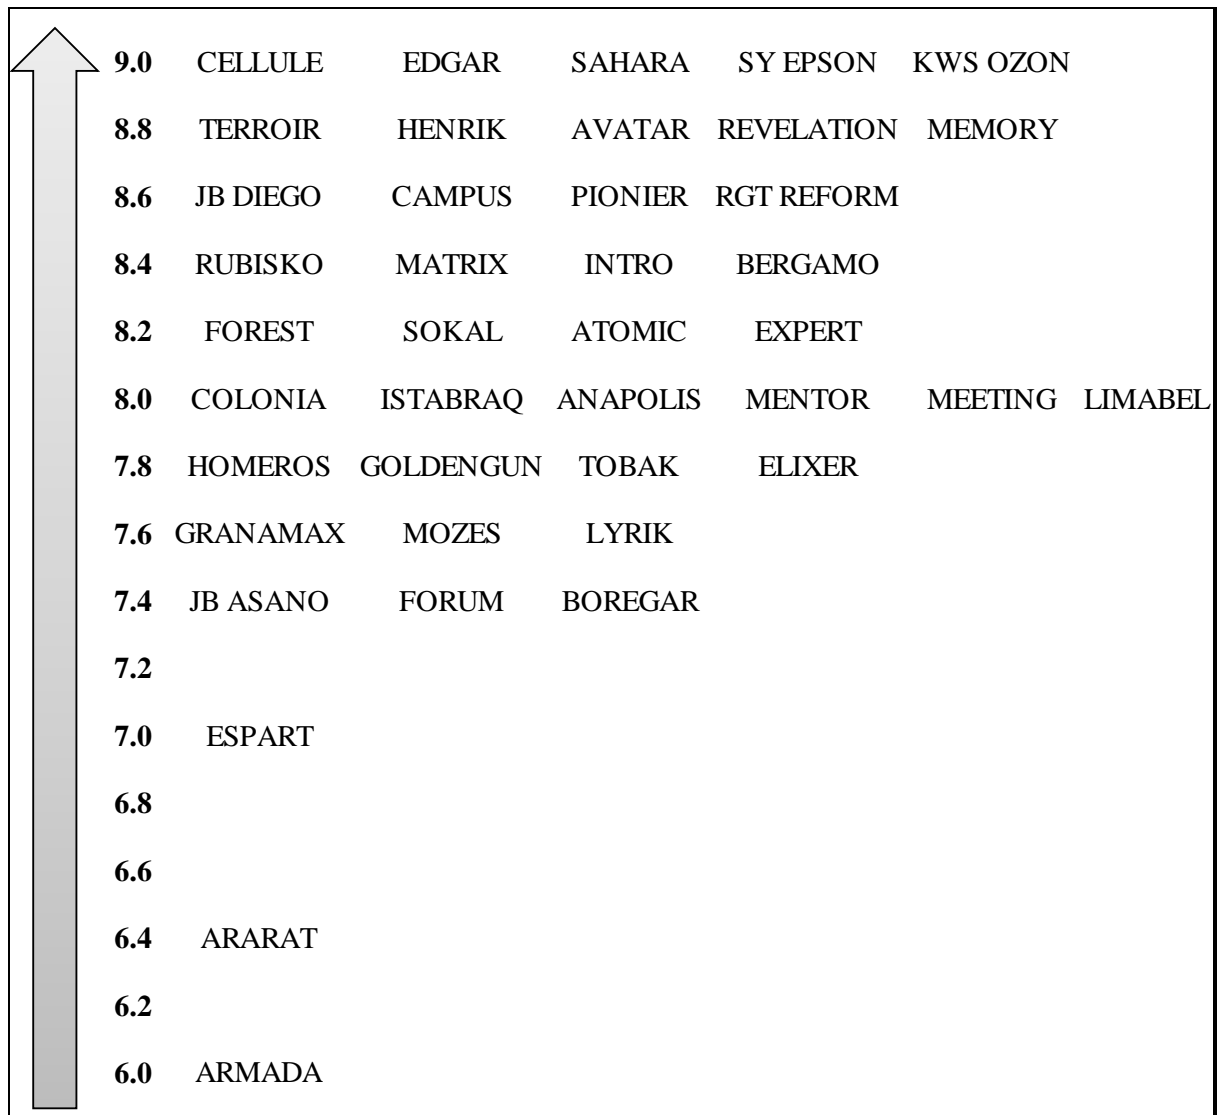 9.0 CELLULE EDGAR SAHARA SY EPSON KWS OZON
8.8 TERROIR HENRIK AVATAR REVELATION MEMORY
8.6 JB DIEGO CAMPUS PIONIER RGT REFORM
8.4 RUBISKO MATRIX INTRO BERGAMO
8.2 FOREST SOKAL ATOMIC EXPERT
8.0 COLONIA ISTABRAQ ANAPOLIS MENTOR MEETING LIMABEL
7.8 HOMEROS GOLDENGUN TOBAK ELIXER
7.6 GRANAMAX MOZES LYRIK
7.4 JB ASANO FORUM BOREGAR
7.2
7.0 ESPART
6.8
6.6
6.4 ARARAT
6.2
6.0 ARMADA